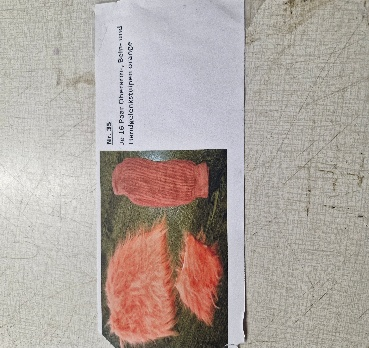 Nr. 35
Je 16 Paar Oberarm-, Bein- und
Handgelenkstulpen orange